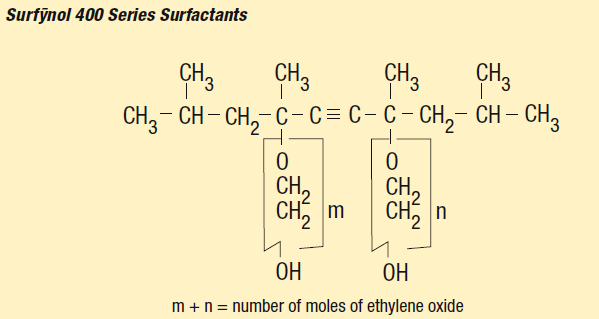 Surfȳnol 400 Series Surfactants
CH3 CH3 CH3 CH3
CH3 – CH – CH2 – C – C ≡ C – C – CH2 – CH – CH3
O O
CH2 CH2
CH2 m CH2 n
OH OH
m + n = number of moles of ethylene oxide